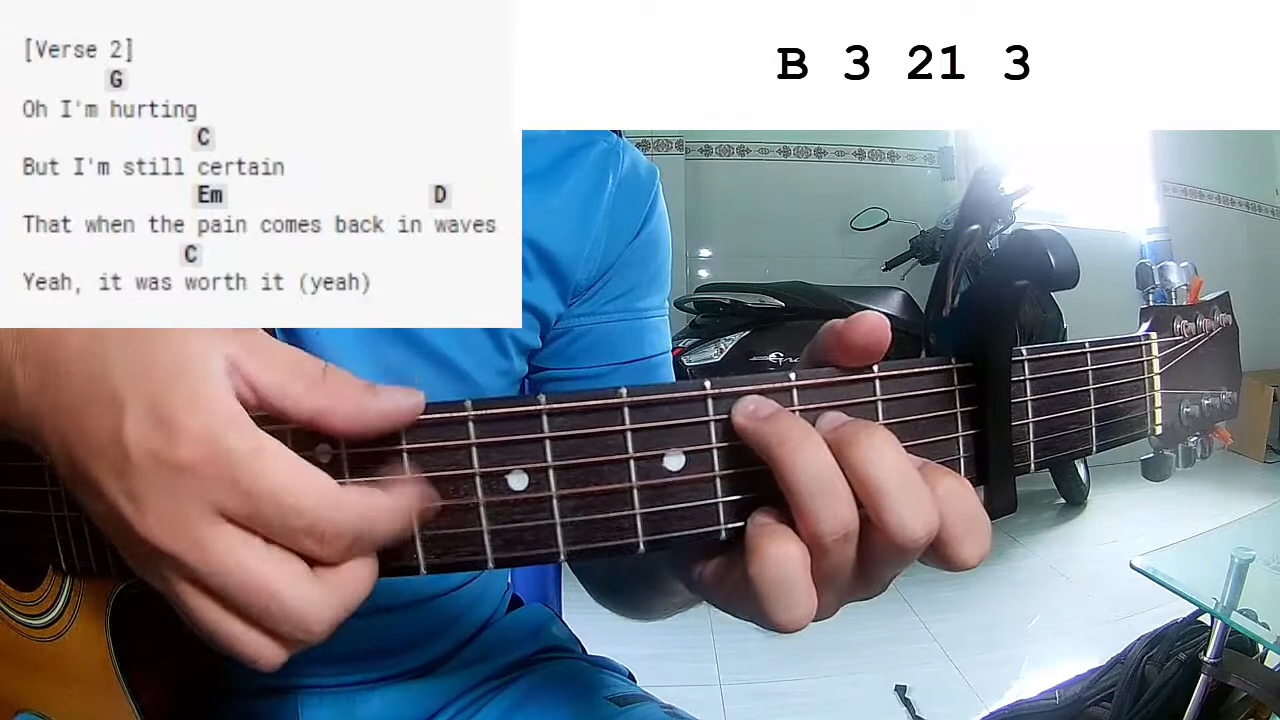 [Verse 2]
G
Oh I'm hurting
C
But I'm still certain
Em D
That when the pain comes back in waves
C
Yeah, it was worth it (yeah)
B 3 21 3